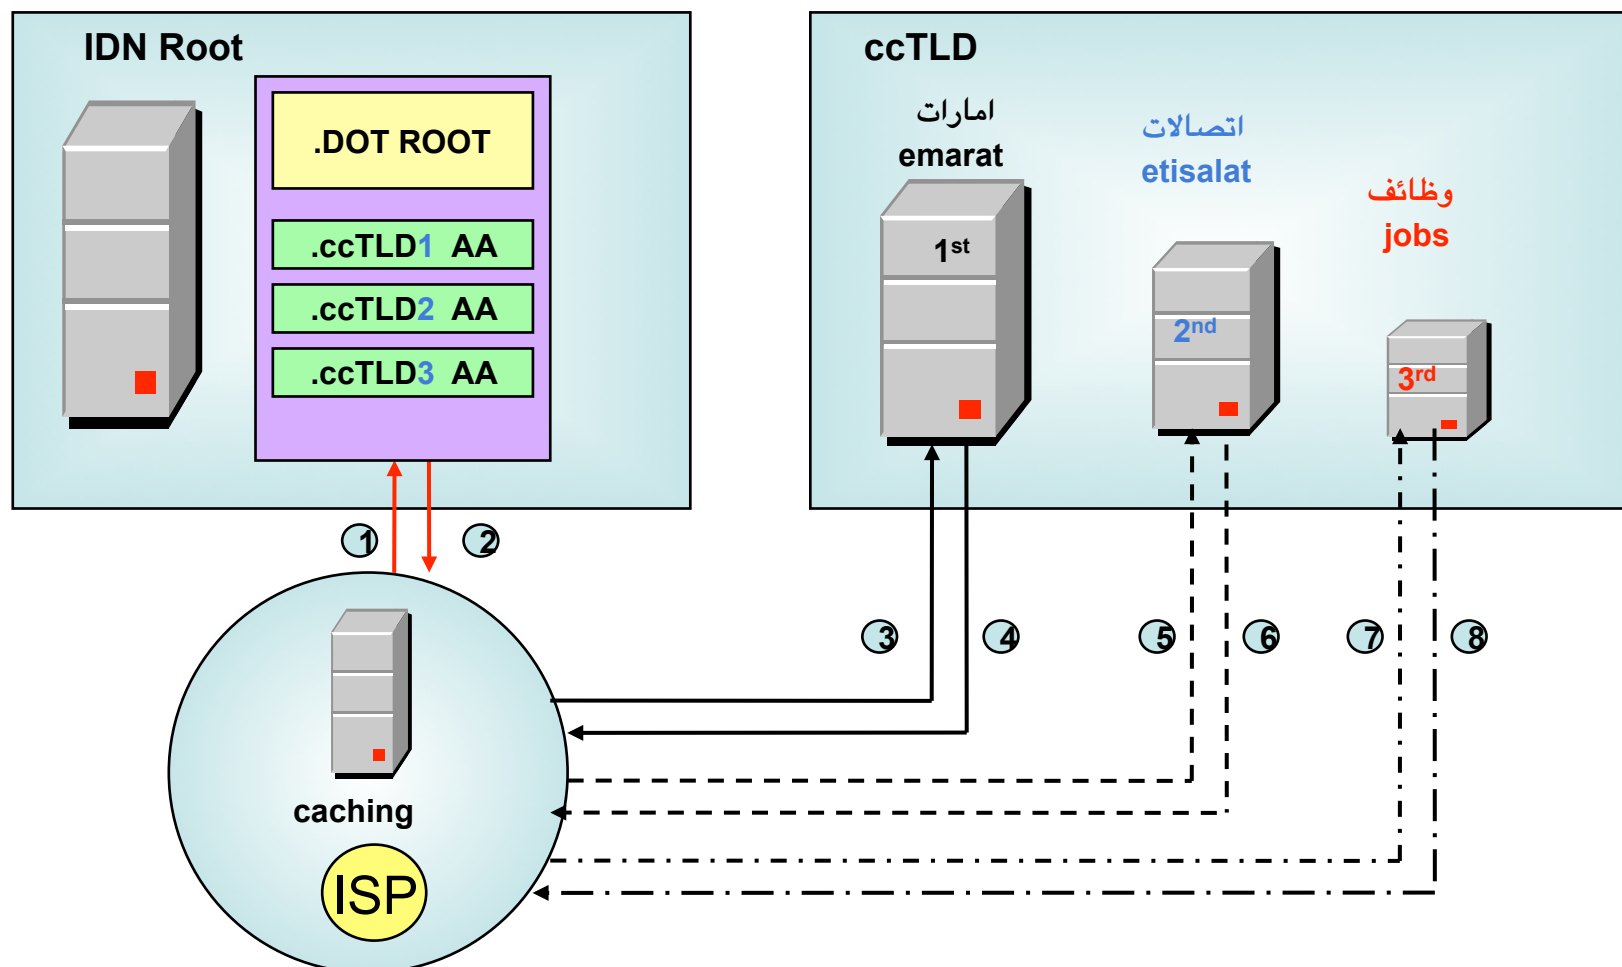 IDN Root
.DOT ROOT
.ccTLD1 AA
.ccTLD2 AA
.ccTLD3 AA
ccTLD
امارات
emarat
1st
اتصالات
etisalat
2nd
وظائف
jobs
3rd
1
2
3
4
5
6
7
8
caching
ISP